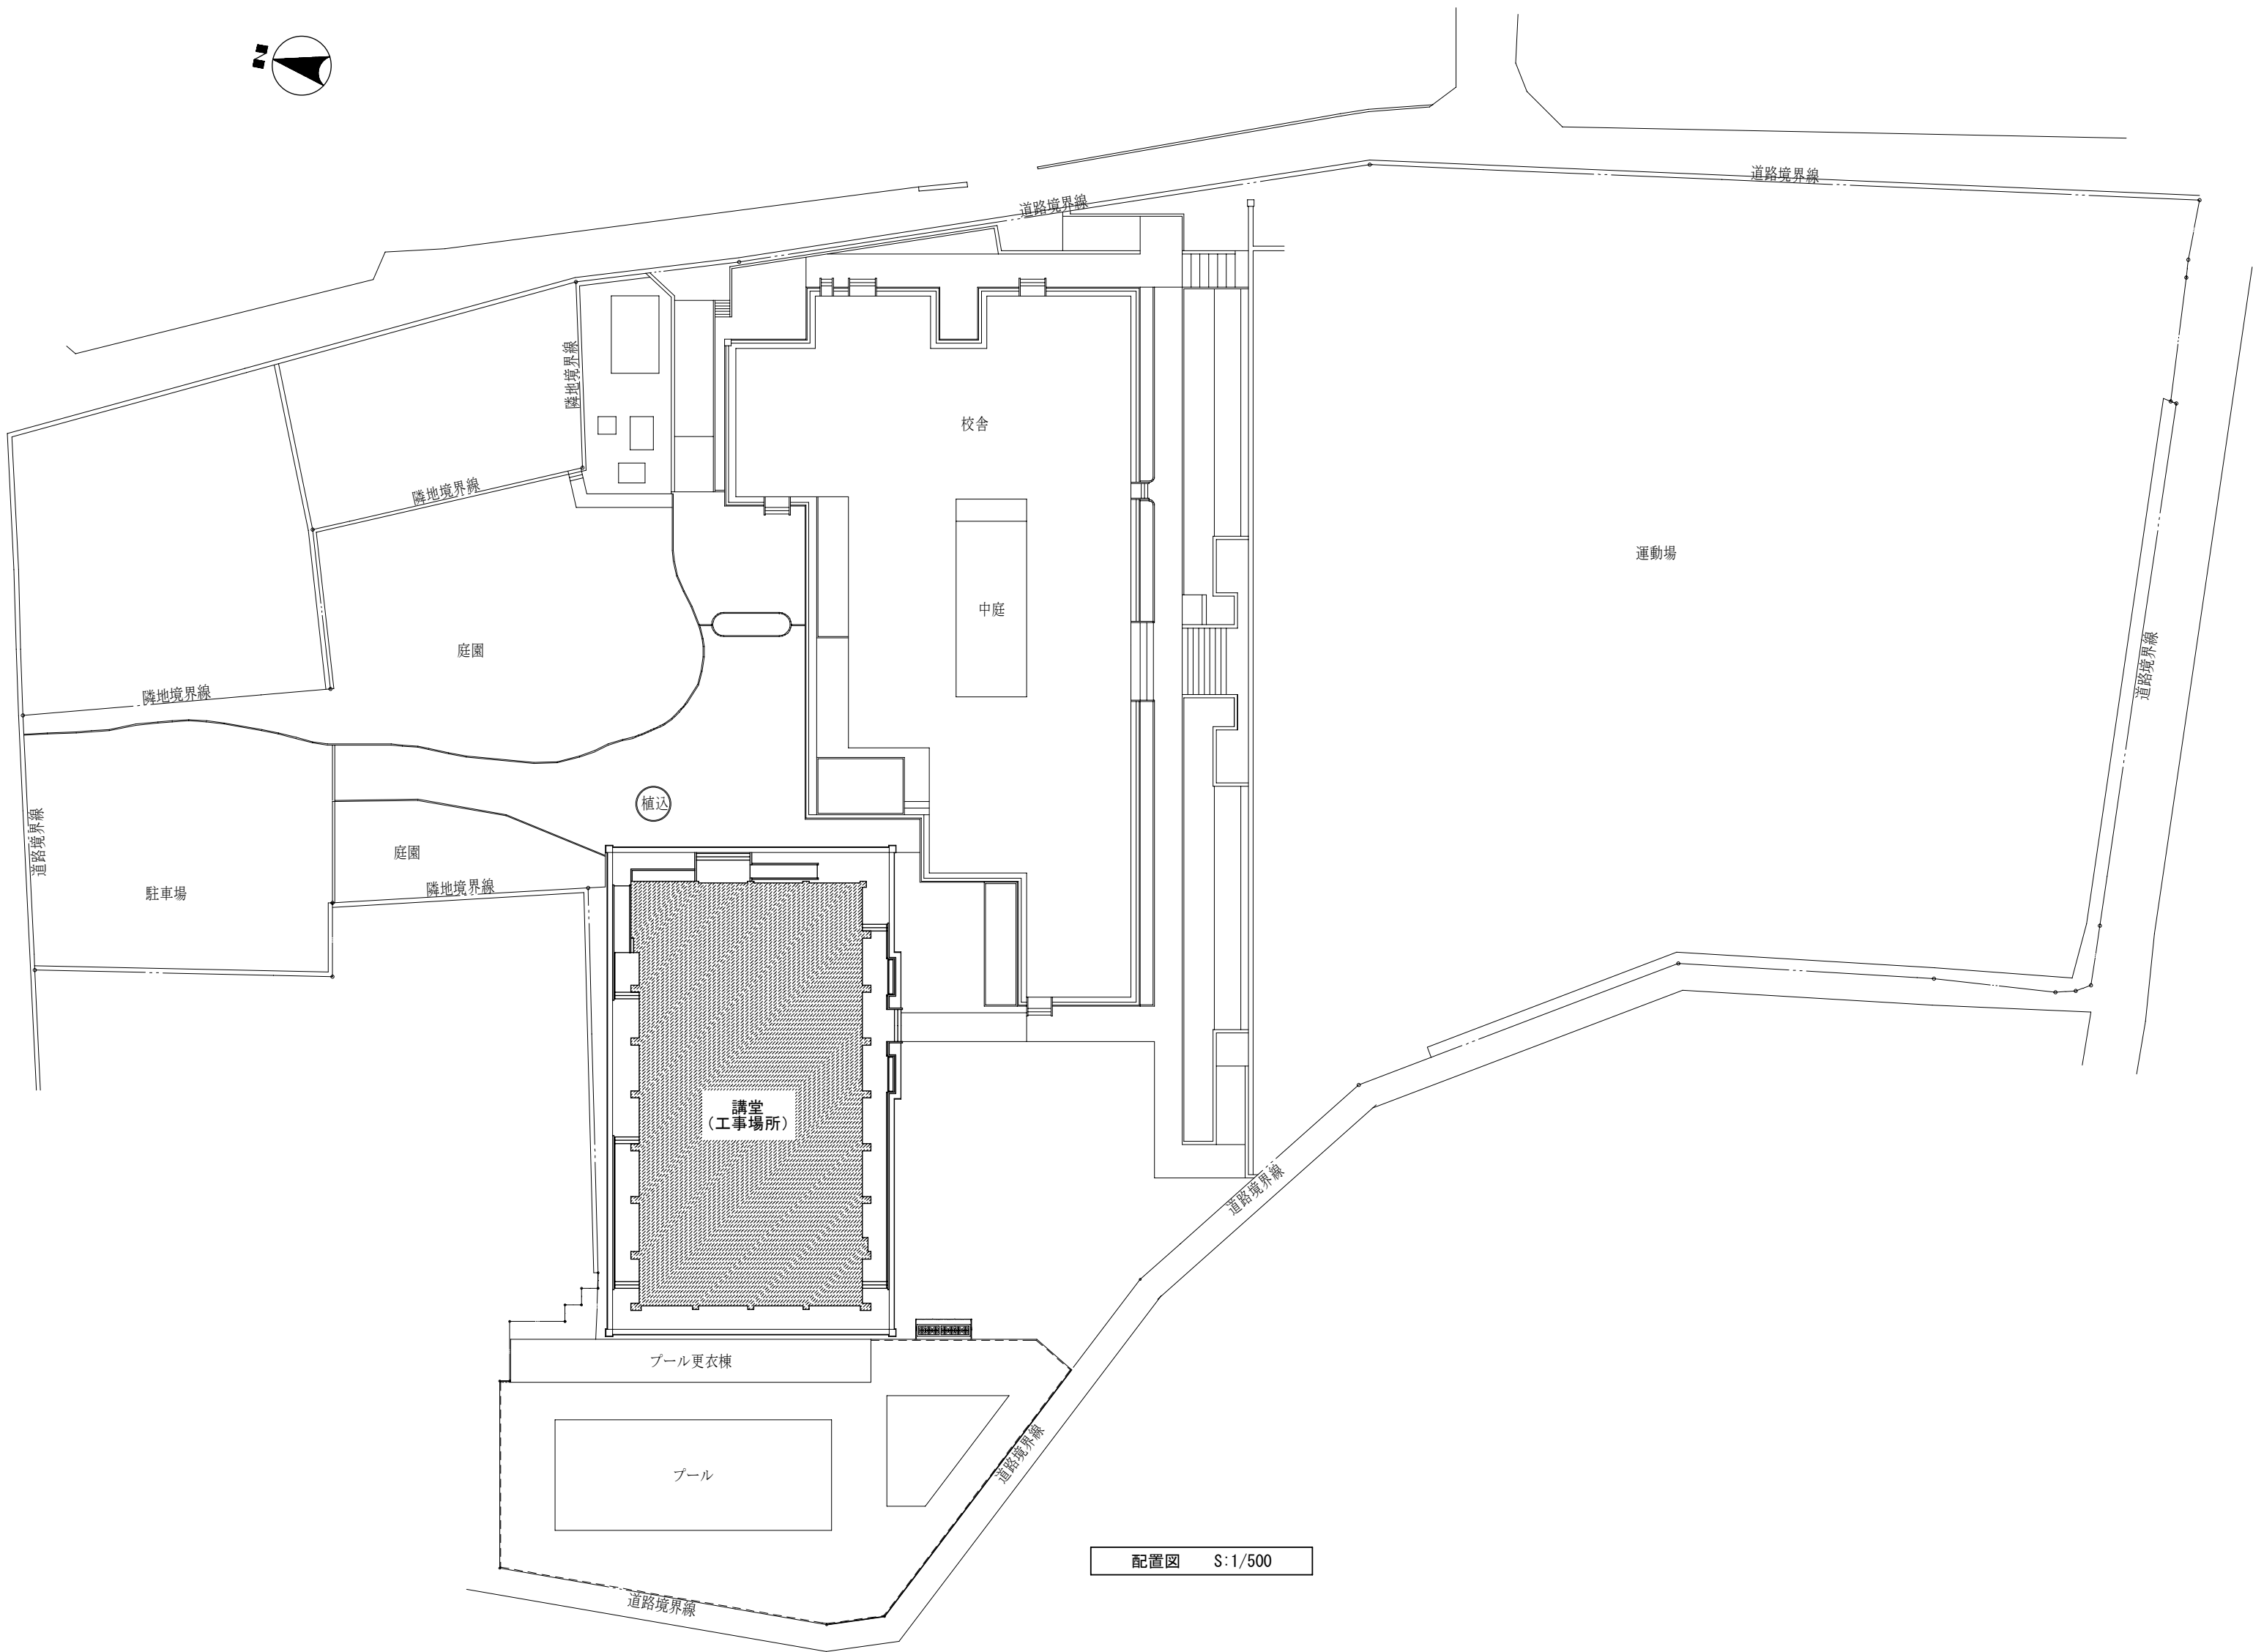 N
道路境界線
道路境界線
隣地境界線
校舎
隣地境界線
運動場
中庭
庭園
道路境界線
隣地境界線
植込
道路境界線
庭園
隣地境界線
駐車場
講堂
(工事場所)
道路境界線
プール更衣棟
道路境界線
プール
配置図 S:1/500
道路境界線